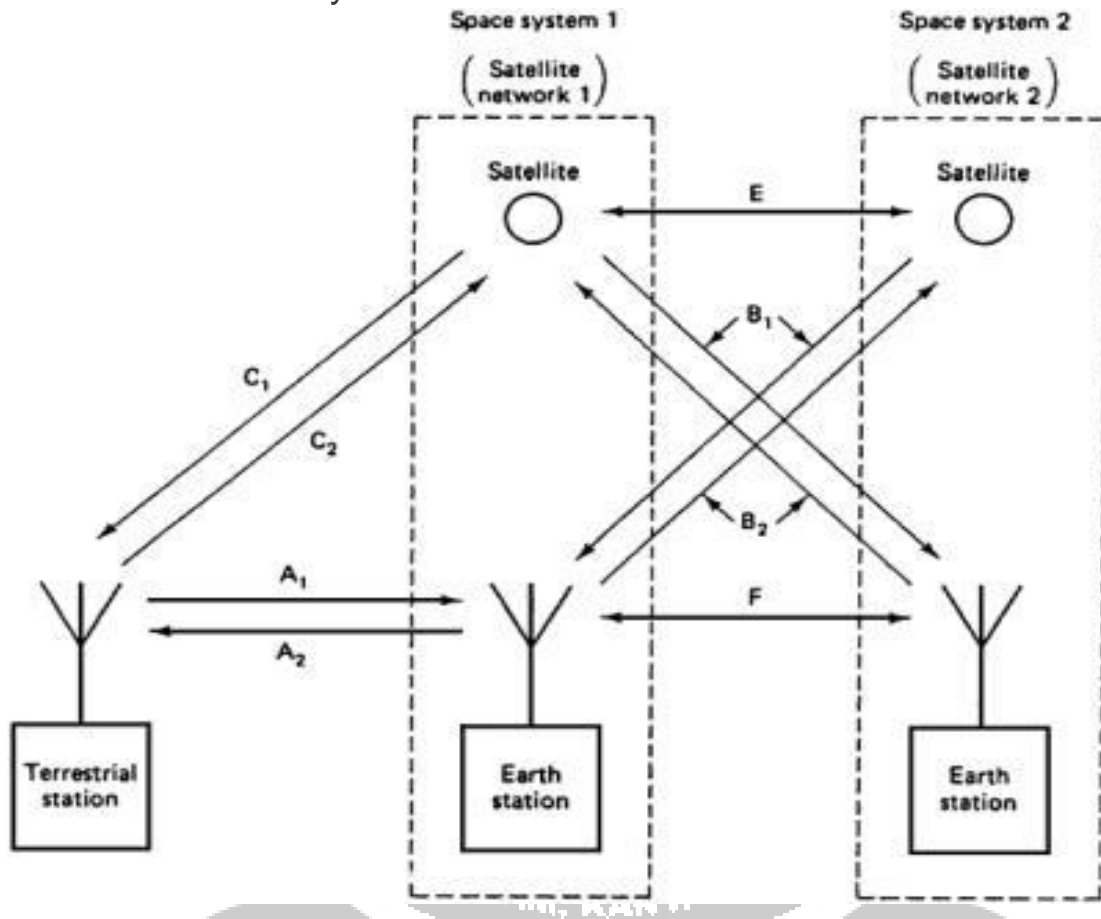 Space system 1
Space system 2
( Satellite
network 1 )
( Satellite
network 2 )
Satellite
Satellite
E
B₁
C₁
C₂
B₂
A₁
F
A₂
Terrestrial
station
Earth
station
Earth
station